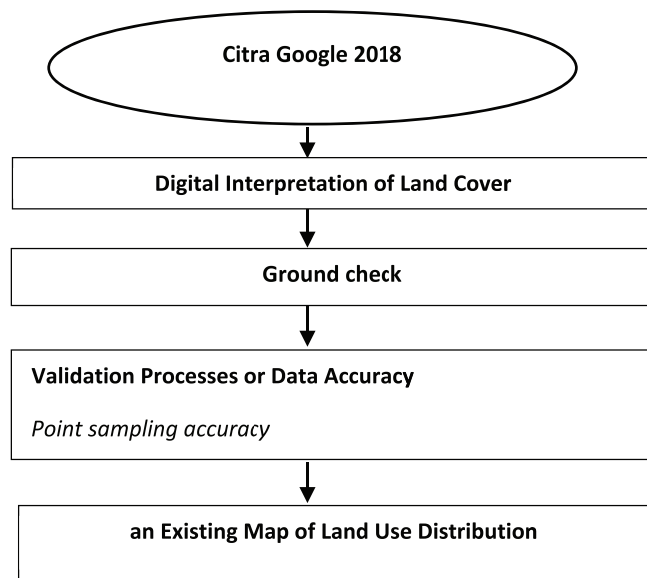 Citra Google 2018
Digital Interpretation of Land Cover
Ground check
Validation Processes or Data Accuracy
Point sampling accuracy
an Existing Map of Land Use Distribution